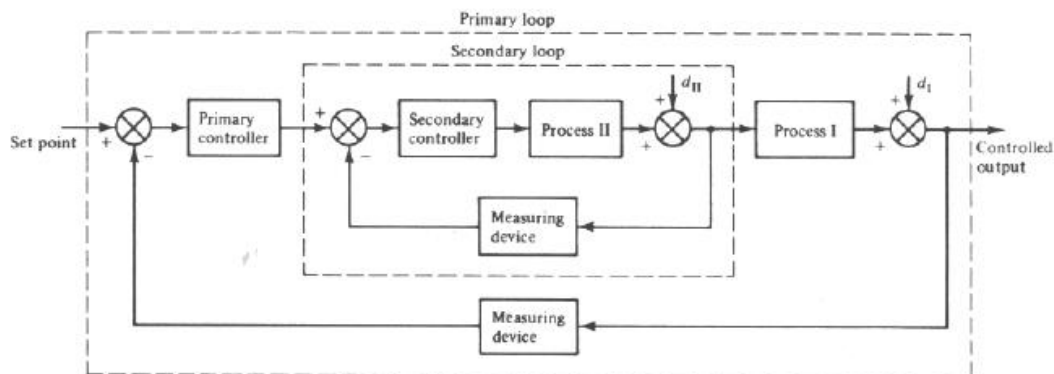 Primary loop
Secondary loop
d_II
d_I
+
+
+
Primary
controller
Secondary
controller
Process II
Process I
Set point
+
−
−
+
+
Controlled
output
Measuring
device
Measuring
device